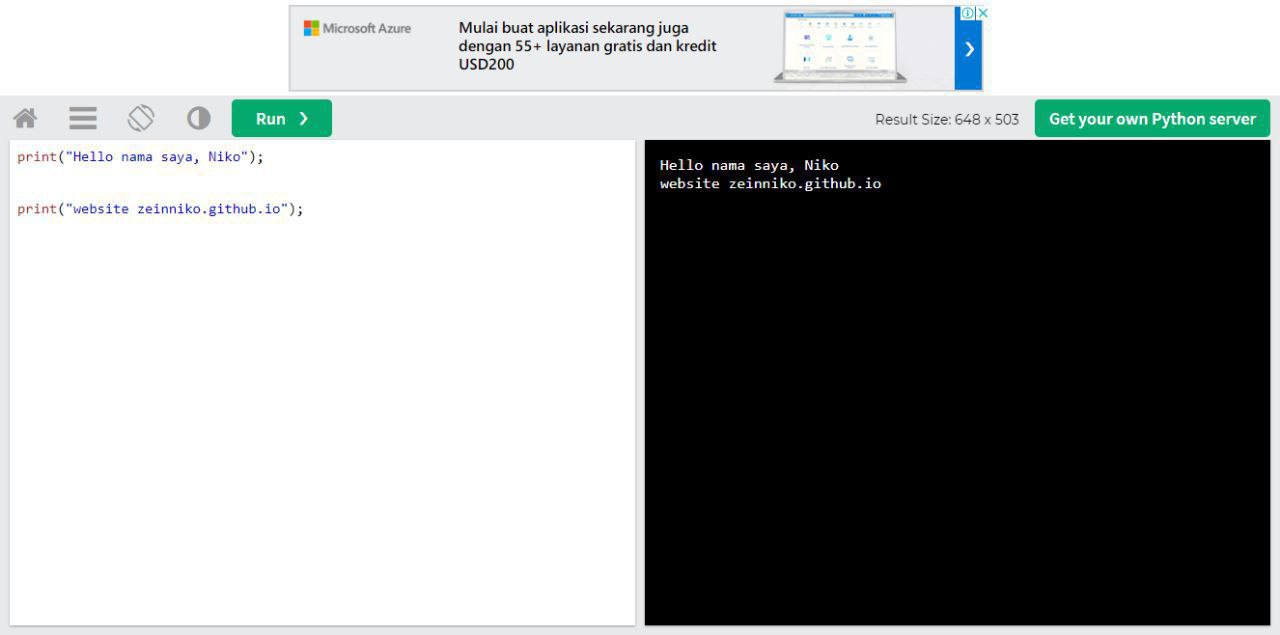 Microsoft Azure
Mulai buat aplikasi sekarang juga
dengan 55+ layanan gratis dan kredit
USD200
Run ❯
Result Size: 648 x 503
Get your own Python server
print("Hello nama saya, Niko");
print("website zeinniko.github.io");
Hello nama saya, Niko
website zeinniko.github.io